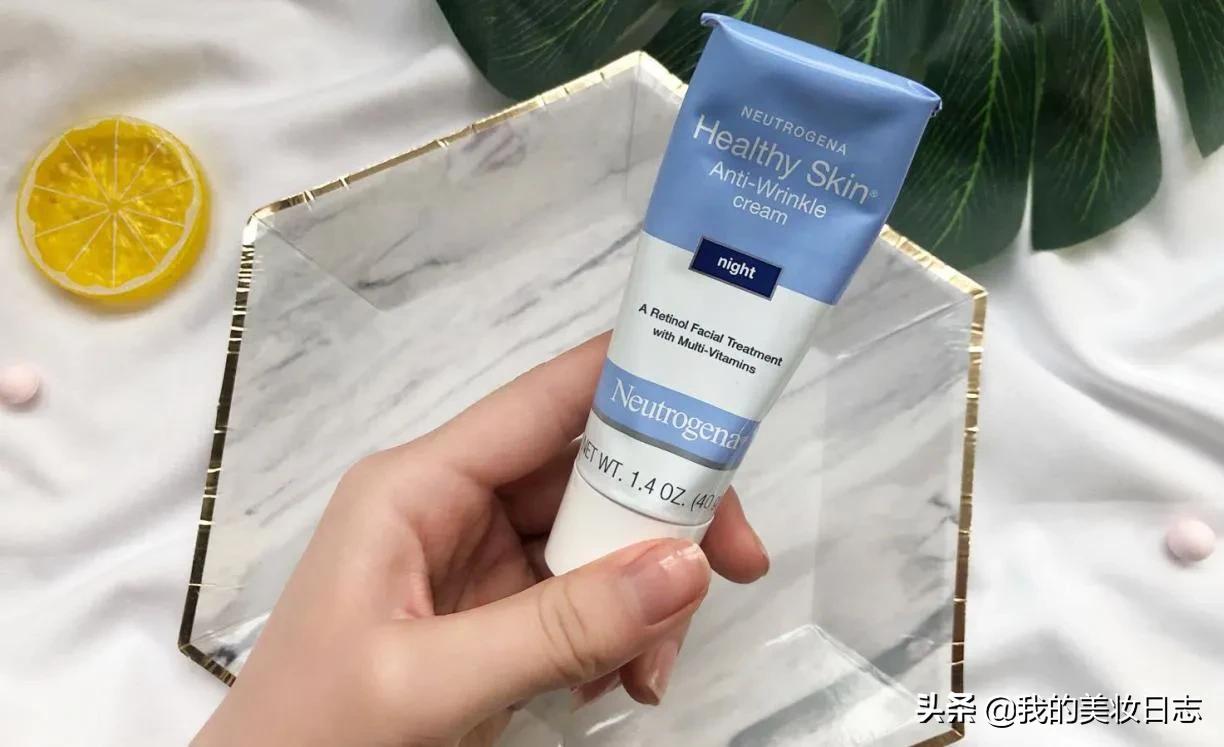 NEUTROGENA
Healthy Skin®
Anti-Wrinkle
cream
night
A Retinol Facial Treatment
with Multi-Vitamins
Neutrogena
NET WT. 1.4 OZ. (40 g
头条 @我的美妆日志